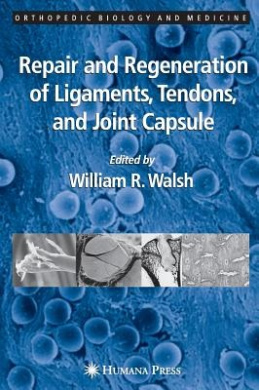 ORTHOPEDIC BIOLOGY AND MEDICINE
Repair and Regeneration
of Ligaments, Tendons,
and Joint Capsule
Edited by
William R. Walsh
HUMANA PRESS